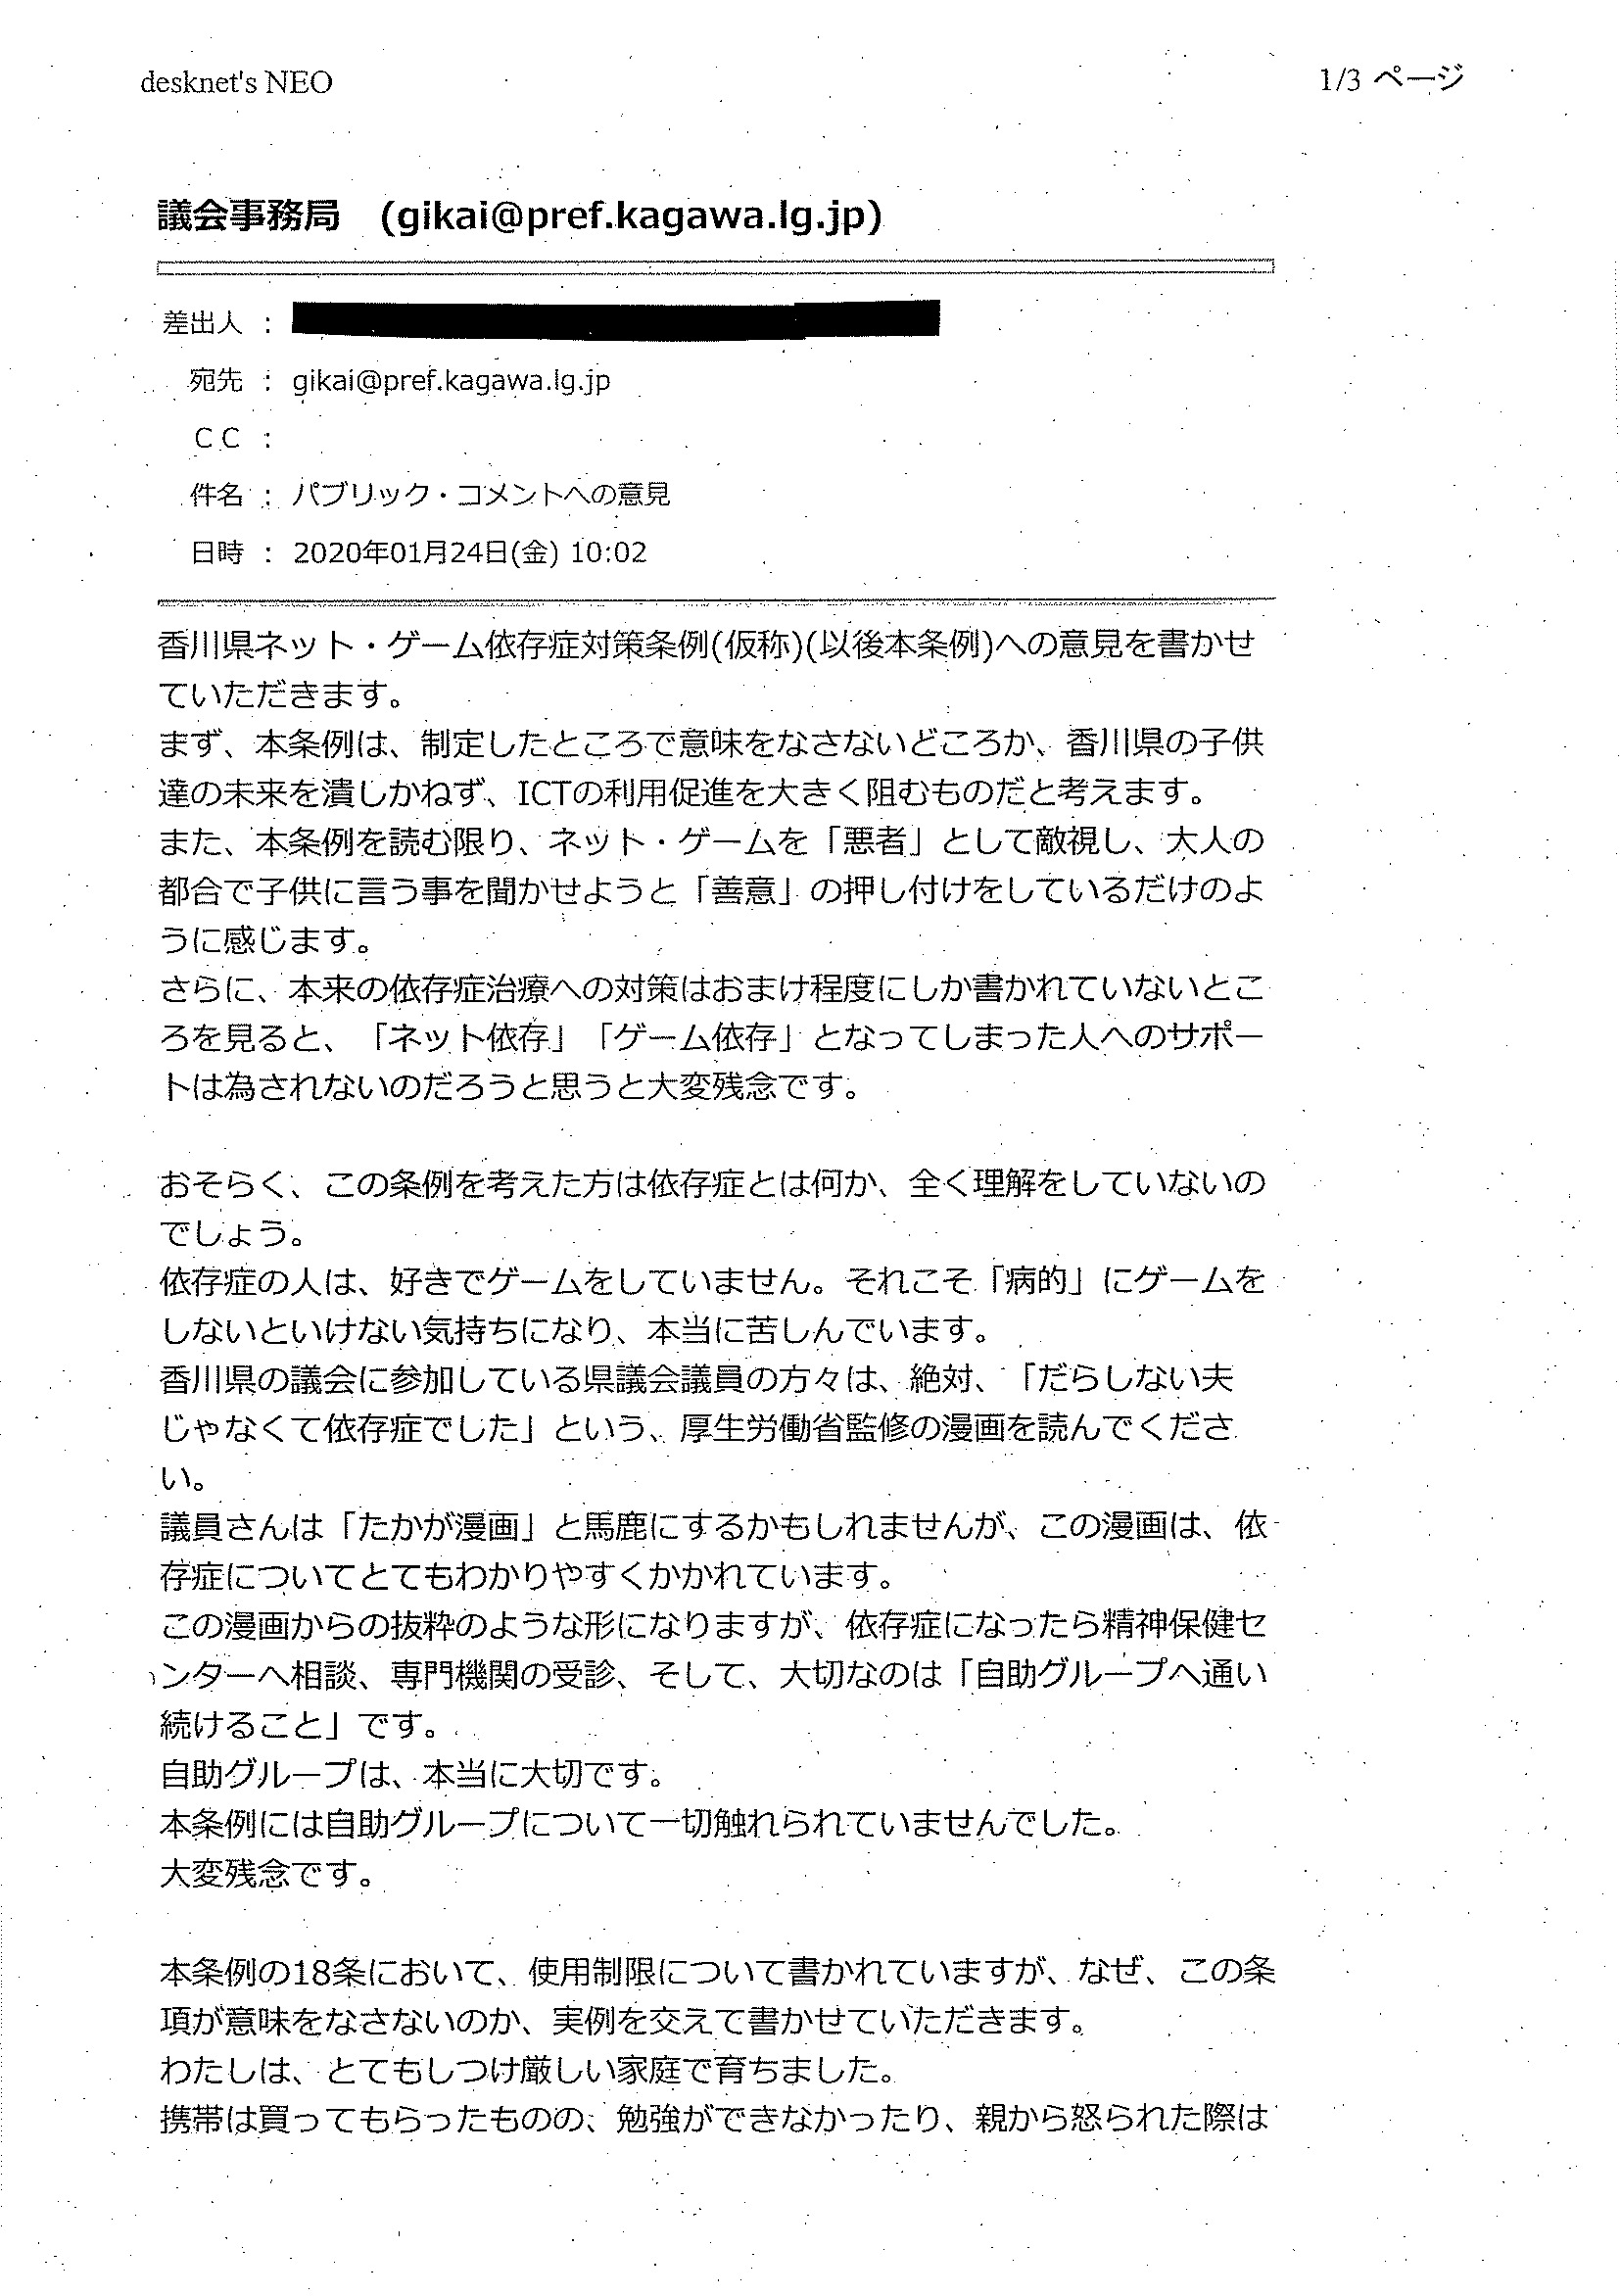 desknet's NEO
1/3 ページ
議会事務局 (gikai@pref.kagawa.lg.jp)
差出人 :
宛先 : gikai@pref.kagawa.lg.jp
CC :
件名 : パブリック・コメントへの意見
日時 : 2020年01月24日(金) 10:02
香川県ネット・ゲーム依存症対策条例(仮称)(以後本条例)への意見を書かせ
ていただきます。
まず、本条例は、制定したところで意味をなさないどころか、香川県の子供
達の未来を潰しかねず、ICTの利用促進を大きく阻むものだと考えます。
また、本条例を読む限り、ネット・ゲームを「悪者」として敵視し、大人の
都合で子供に言う事を聞かせようと「善意」の押し付けをしているだけのよ
うに感じます。
さらに、本来の依存症治療への対策はおまけ程度にしか書かれていないとこ
ろを見ると、「ネット依存」「ゲーム依存」となってしまった人へのサポー
トは為されないのだろうと思うと大変残念です。
おそらく、この条例を考えた方は依存症とは何か、全く理解をしていないの
でしょう。
依存症の人は、好きでゲームをしていません。それこそ「病的」にゲームを
しないといけない気持ちになり、本当に苦しんでいます。
香川県の議会に参加している県議会議員の方々は、絶対、「だらしない夫
じゃなくて依存症でした」という、厚生労働省監修の漫画を読んでくださ
い。
議員さんは「たかが漫画」と馬鹿にするかもしれませんが、この漫画は、依
存症についてとてもわかりやすくかかれています。
この漫画からの抜粋のような形になりますが、依存症になったら精神保健セ
ンターへ相談、専門機関の受診、そして、大切なのは「自助グループへ通い
続けること」です。
自助グループは、本当に大切です。
本条例には自助グループについて一切触れられていませんでした。
大変残念です。
本条例の18条において、使用制限について書かれていますが、なぜ、この条
項が意味をなさないのか、実例を交えて書かせていただきます。
わたしは、とてもしつけ厳しい家庭で育ちました。
携帯は買ってもらったものの、勉強ができなかったり、親から怒られた際は